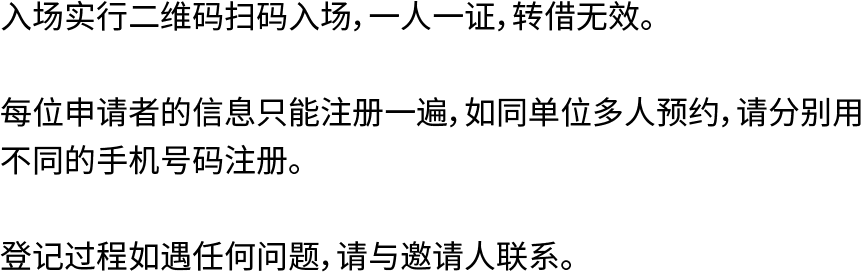 入场实行二维码扫码入场，一人一证，转借无效。
每位申请者的信息只能注册一遍，如同单位多人预约，请分别用
不同的手机号码注册。
登记过程如遇任何问题，请与邀请人联系。